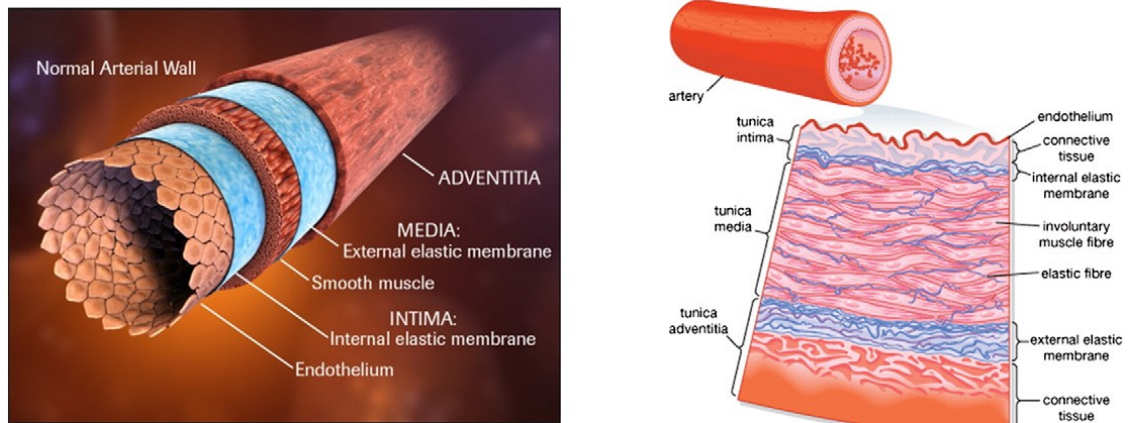 Normal Arterial Wall
ADVENTITIA
MEDIA:
External elastic membrane
Smooth muscle
INTIMA:
Internal elastic membrane
Endothelium
artery
tunica
intima
tunica
media
tunica
adventitia
endothelium
connective
tissue
internal elastic
membrane
involuntary
muscle fibre
elastic fibre
external elastic
membrane
connective
tissue